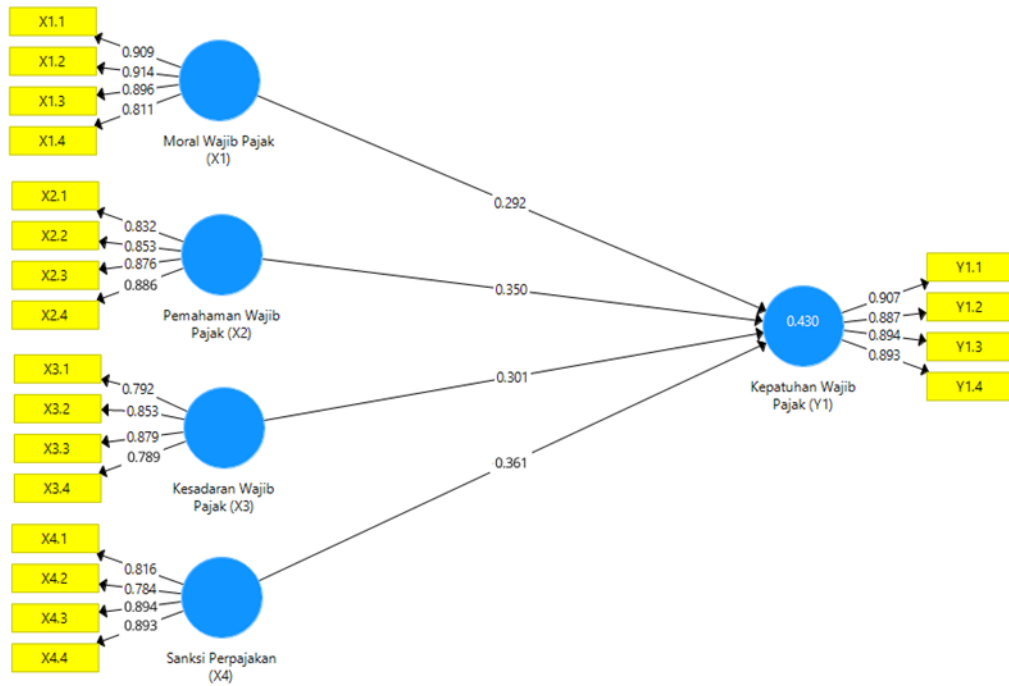 X1.1
X1.2
X1.3
X1.4
0.909
0.914
0.896
0.811
Moral Wajib Pajak
(X1)
0.292
X2.1
X2.2
X2.3
X2.4
0.832
0.853
0.876
0.886
Pemahaman Wajib
Pajak (X2)
0.350
X3.1
X3.2
X3.3
X3.4
0.792
0.853
0.879
0.789
Kesadaran Wajib
Pajak (X3)
0.301
X4.1
X4.2
X4.3
X4.4
0.816
0.784
0.894
0.893
Sanksi Perpajakan
(X4)
0.361
0.430
Kepatuhan Wajib
Pajak (Y1)
0.907
0.887
0.894
0.893
Y1.1
Y1.2
Y1.3
Y1.4